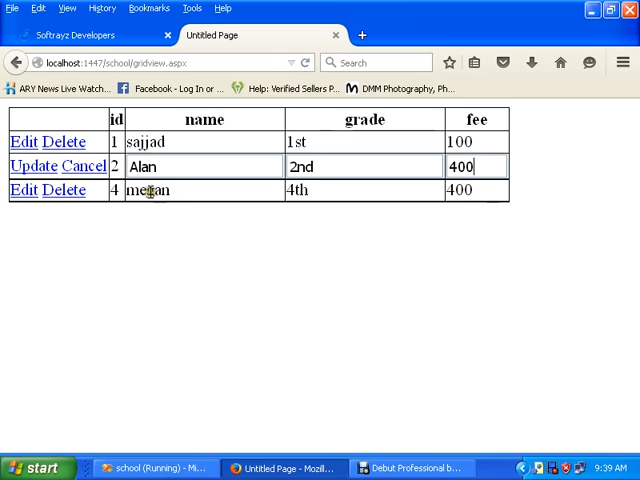 File Edit View History Bookmarks Tools Help
Softrayz Developers × Untitled Page × +
localhost:1447/school/gridview.aspx Search
ARY News Live Watch... Facebook - Log In or ... Help: Verified Sellers P... DMM Photography, Ph...
id name grade fee
Edit Delete 1 sajjad 1st 100
Update Cancel 2 Alan 2nd 400
Edit Delete 4 4th 400
start school (Running) - Mi... Untitled Page - Mozill... Debut Professional b... 9:39 AM